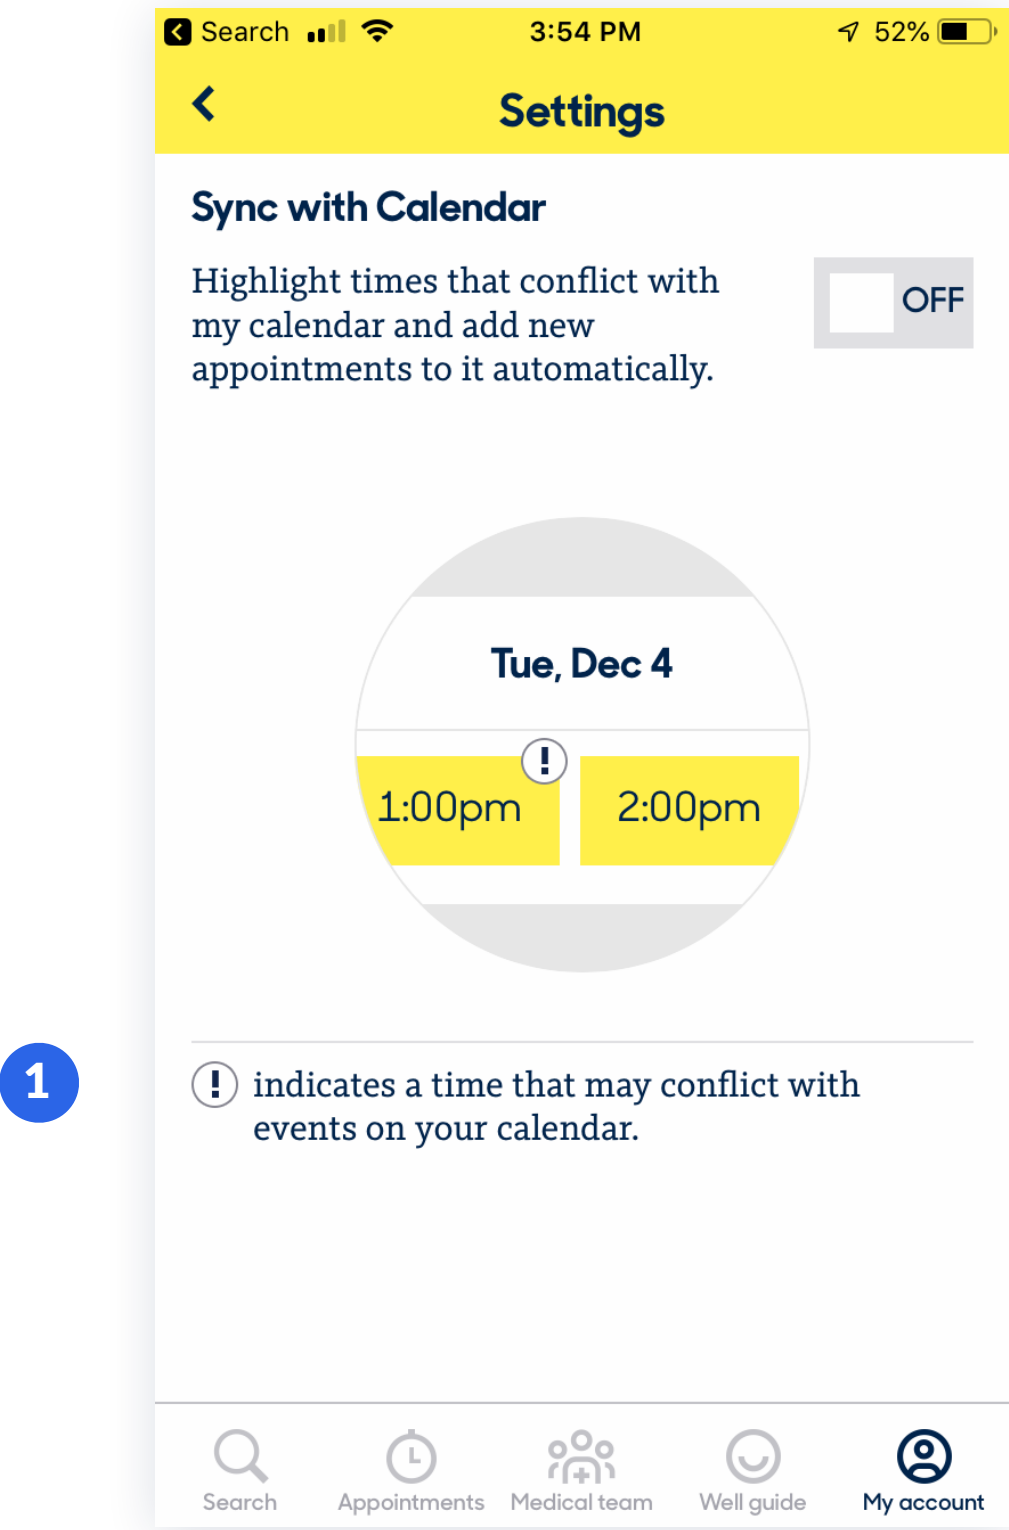 Search 3:54 PM 52%
Settings
Sync with Calendar
Highlight times that conflict with
my calendar and add new
appointments to it automatically.
OFF
Tue, Dec 4
!
1:00pm 2:00pm
1
! indicates a time that may conflict with
events on your calendar.
Search Appointments Medical team Well guide My account